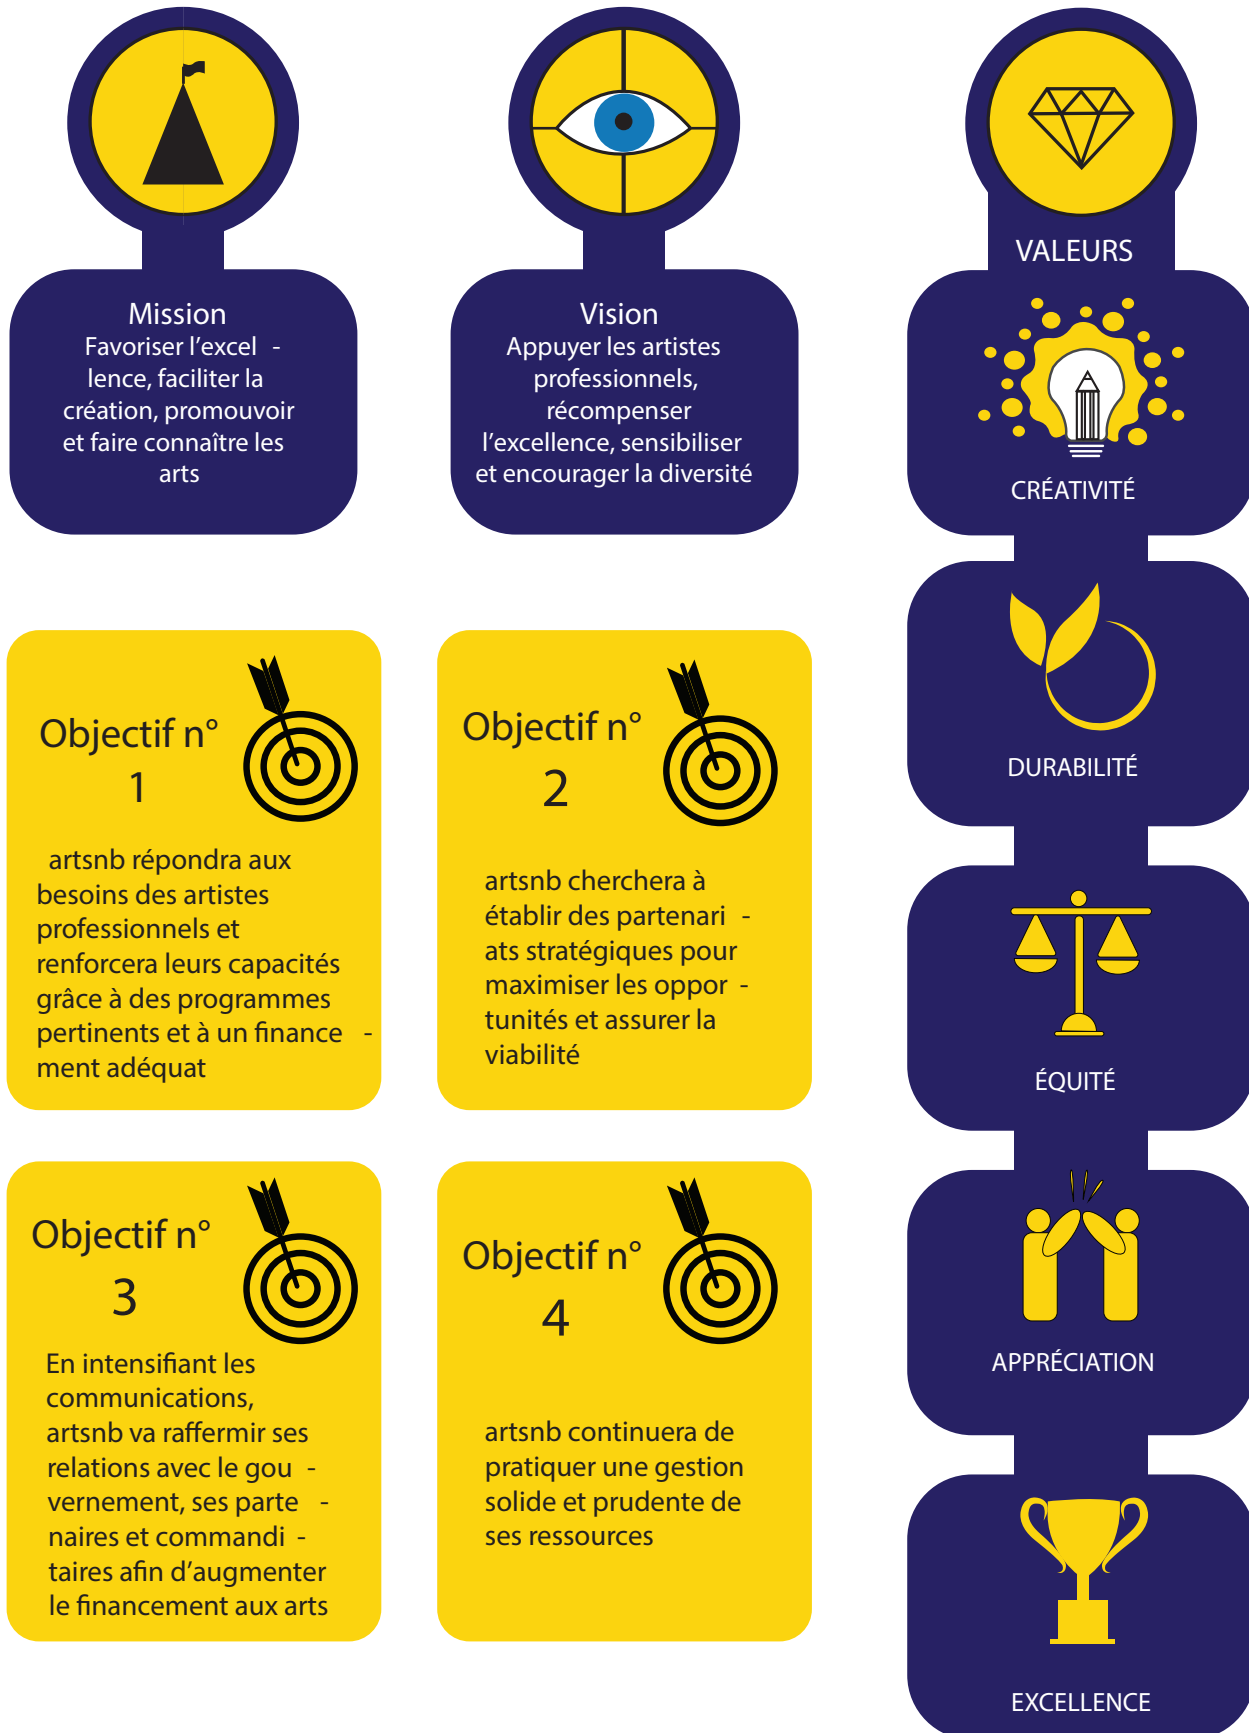 Mission
Favoriser l'excel -
lence, faciliter la
création, promouvoir
et faire connaître les
arts
Vision
Appuyer les artistes
professionnels,
récompenser
l'excellence, sensibiliser
et encourager la diversité
VALEURS
CRÉATIVITÉ
DURABILITÉ
ÉQUITÉ
APPRÉCIATION
EXCELLENCE
Objectif n°
1
artsnb répondra aux
besoins des artistes
professionnels et
renforcera leurs capacités
grâce à des programmes
pertinents et à un finance -
ment adéquat
Objectif n°
2
artsnb cherchera à
établir des partenari -
ats stratégiques pour
maximiser les oppor -
tunités et assurer la
viabilité
Objectif n°
3
En intensifiant les
communications,
artsnb va raffermir ses
relations avec le gou -
vernement, ses parte -
naires et commandi -
taires afin d'augmenter
le financement aux arts
Objectif n°
4
artsnb continuera de
pratiquer une gestion
solide et prudente de
ses ressources